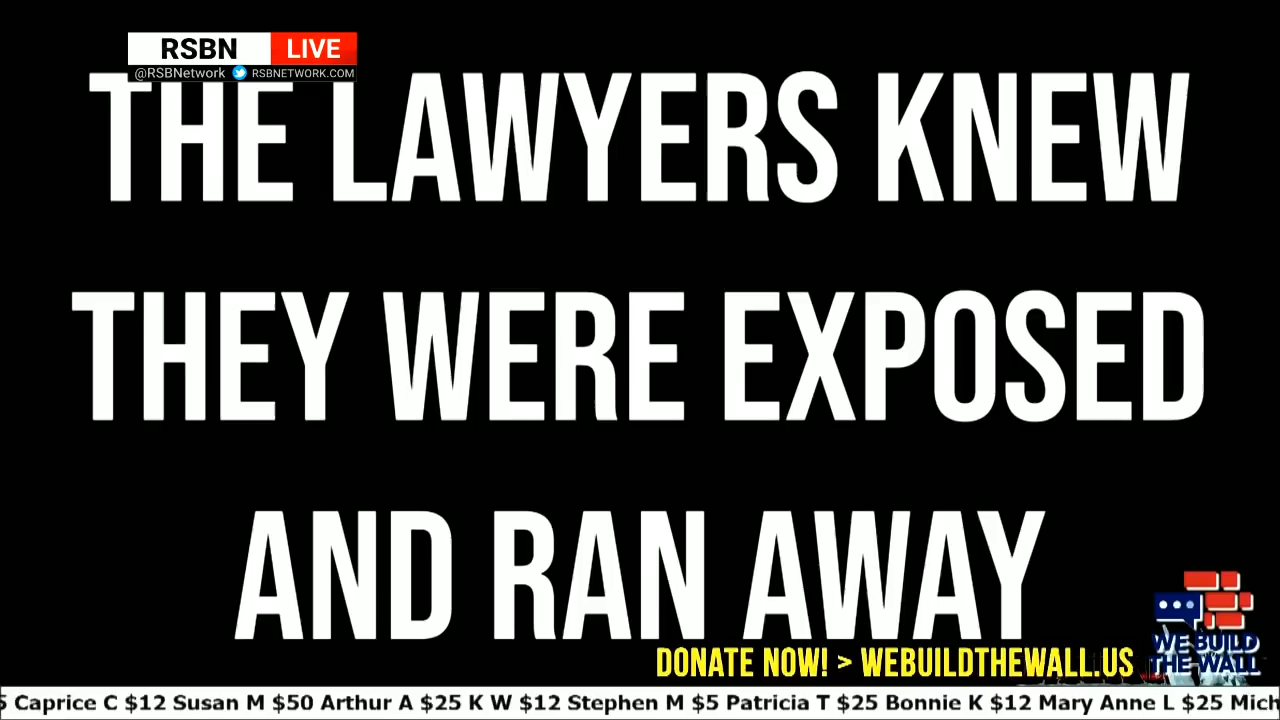 RSBN LIVE
@RSBNetwork RSBNETWORK.COM
THE LAWYERS KNEW
THEY WERE EXPOSED
AND RAN AWAY
DONATE NOW! > WEBUILDTHEWALL.US
WE BUILD
THE WALL
5 Caprice C $12 Susan M $50 Arthur A $25 K W $12 Stephen M $5 Patricia T $25 Bonnie K $12 Mary Anne L $25 Mich